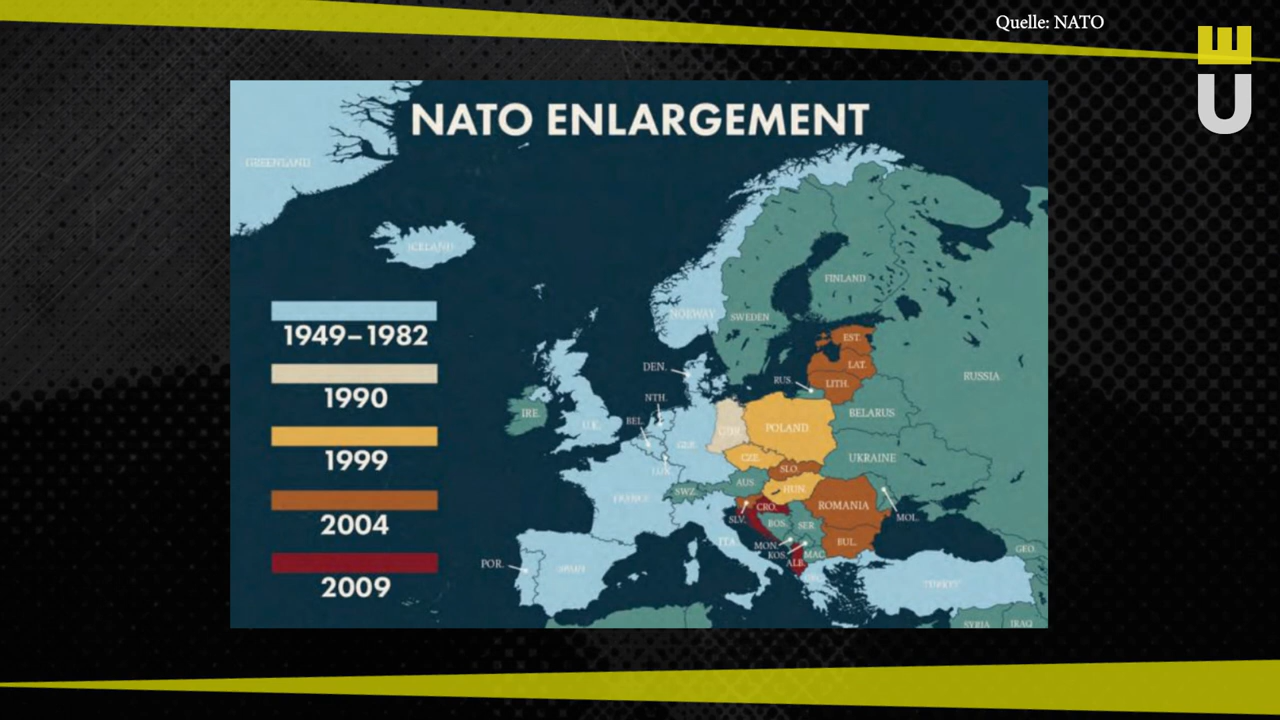 Quelle: NATO
EU
NATO ENLARGEMENT
GREENLAND
ICELAND
1949–1982
1990
1999
2004
2009
NORWAY
SWEDEN
FINLAND
RUSSIA
EST.
LAT.
LITH.
RUS.
DEN.
NTH.
BEL.
LUX.
IRE.
U.K.
GER.
GDR
POLAND
BELARUS
UKRAINE
CZE.
SLO.
AUS.
HUN.
SWZ.
FRANCE
ROMANIA
MOL.
SLV.
CRO.
BOS.
SER.
BUL.
MON.
KOS.
MAC.
ALB.
ITA.
POR.
SPAIN
TURKEY
GEO.
SYRIA
IRAQ